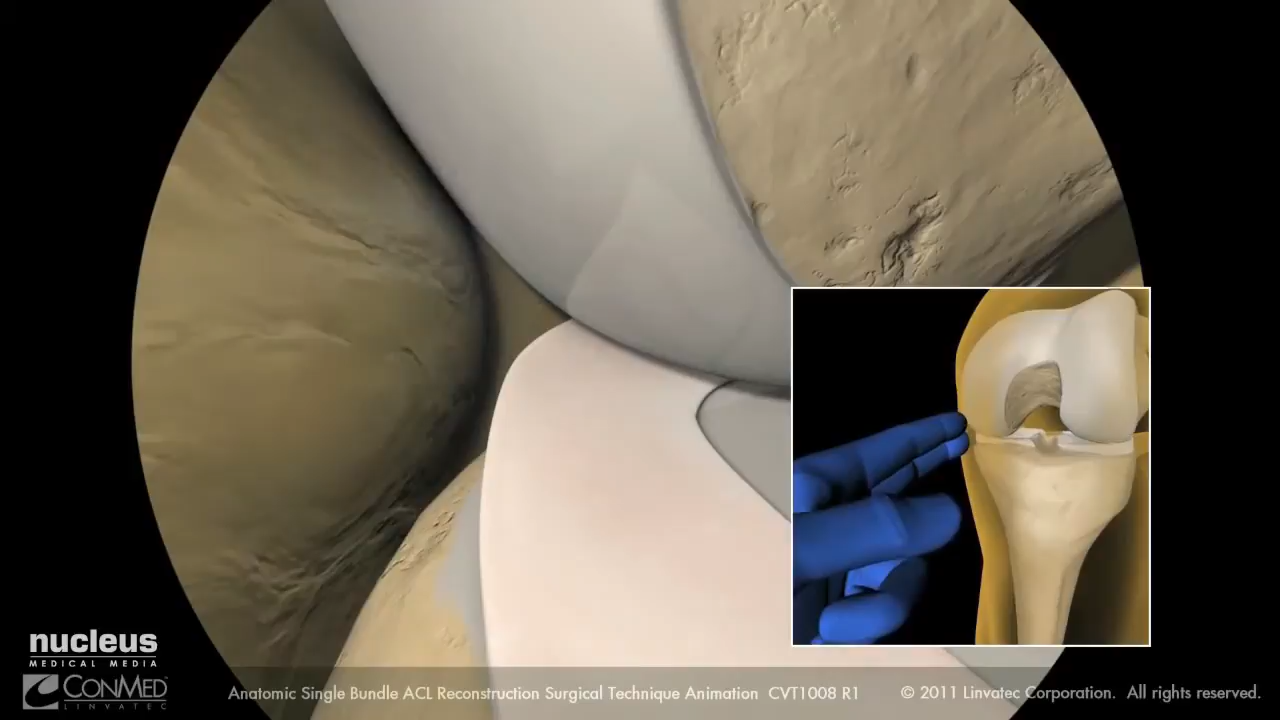 nucleus
MEDICAL MEDIA
CONMED
LINVATEC
Anatomic Single Bundle ACL Reconstruction Surgical Technique Animation CVT1008 R1
© 2011 Linvatec Corporation. All rights reserved.